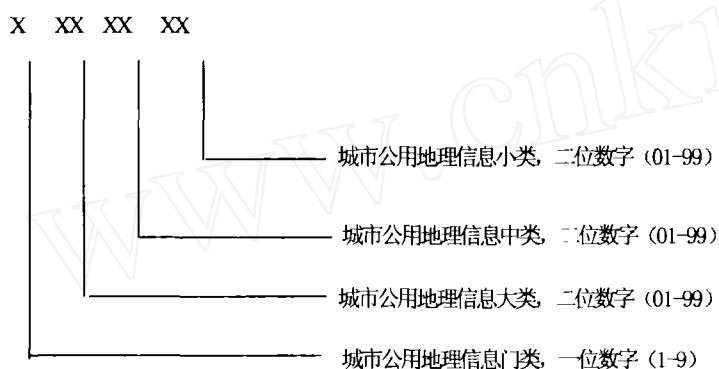 X XX XX XX
城市公用地理信息小类，二位数字（01-99）
城市公用地理信息中类，二位数字（01-99）
城市公用地理信息大类，二位数字（01-99）
城市公用地理信息门类，一位数字（1-9）